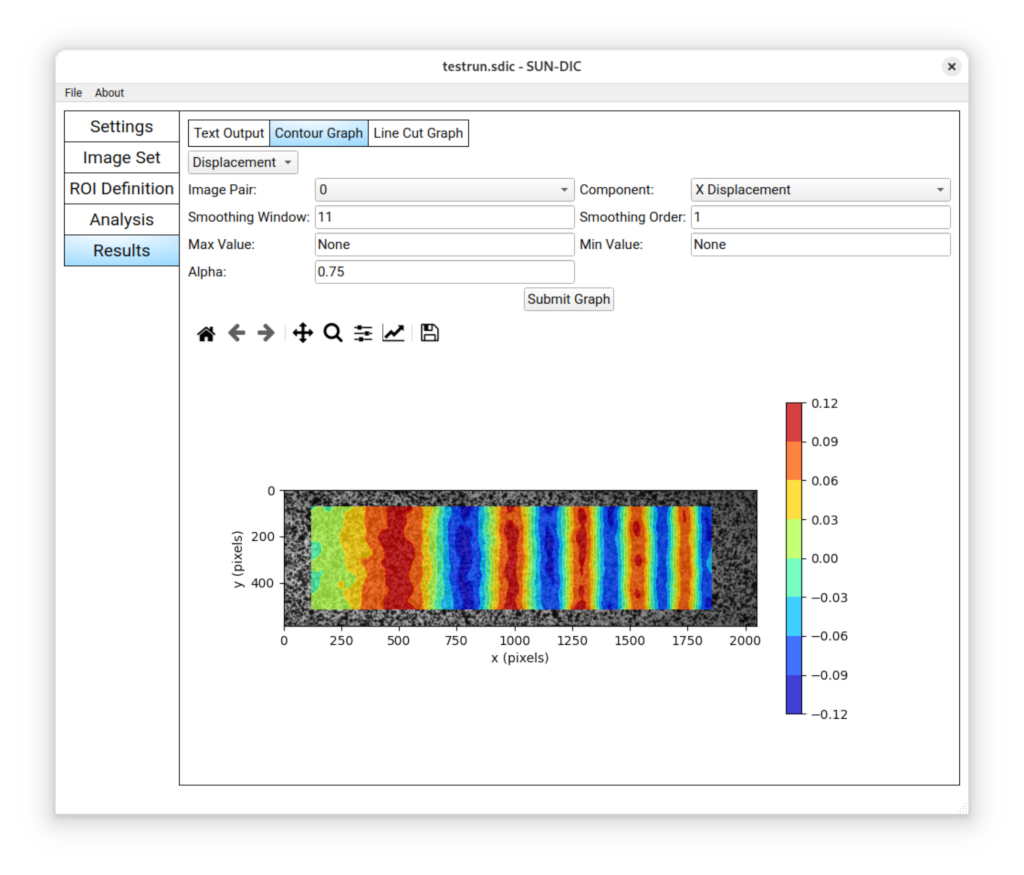 testrun.sdic - SUN-DIC
File About
Settings
Image Set
ROI Definition
Analysis
Results
Text Output Contour Graph Line Cut Graph
Displacement
Image Pair: 0 Component: X Displacement
Smoothing Window: 11 Smoothing Order: 1
Max Value: None Min Value: None
Alpha: 0.75
Submit Graph
0
200
400
y (pixels)
0 250 500 750 1000 1250 1500 1750 2000
x (pixels)
0.12
0.09
0.06
0.03
0.00
−0.03
−0.06
−0.09
−0.12